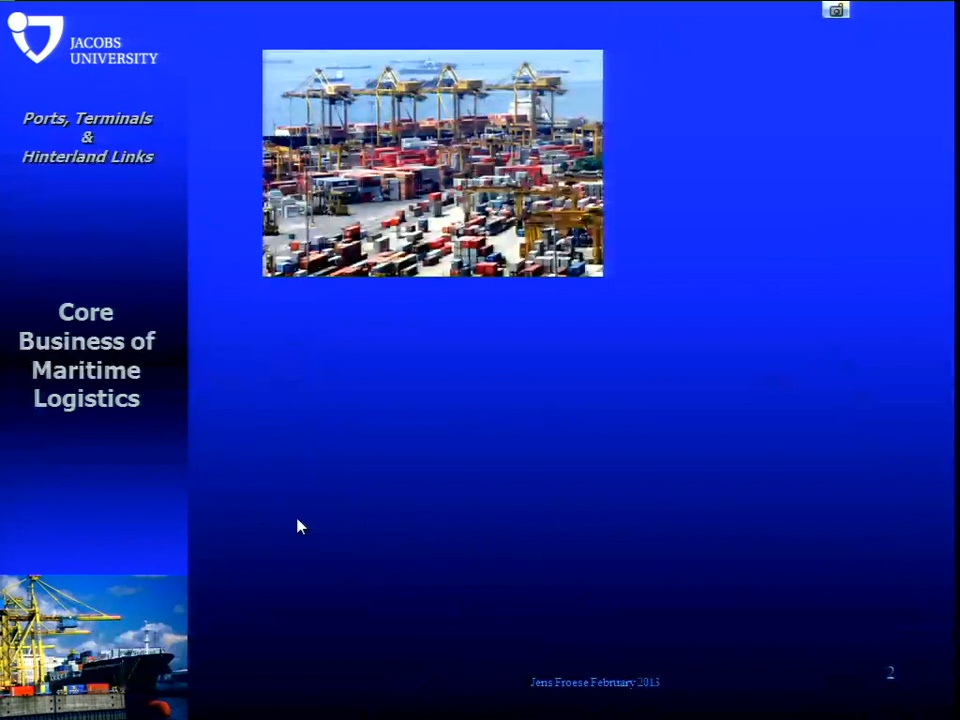 JACOBS
UNIVERSITY
Ports, Terminals
&
Hinterland Links
Core
Business of
Maritime
Logistics
Jens Froese February 2013
2